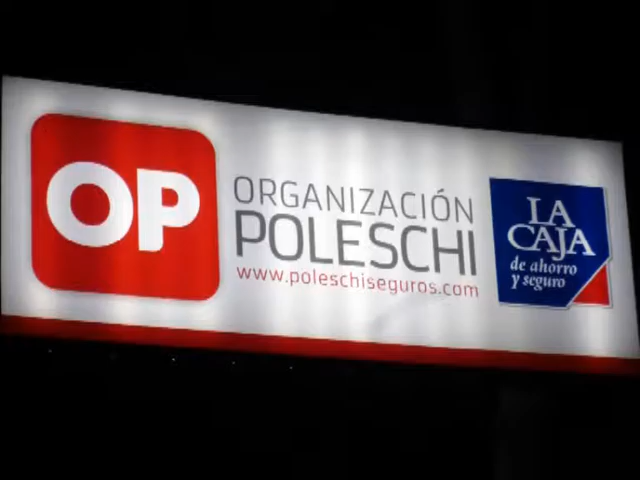 OP
ORGANIZACIÓN
POLESCHI
www.poleschiseguros.com
LA
CAJA
de ahorro
y seguro